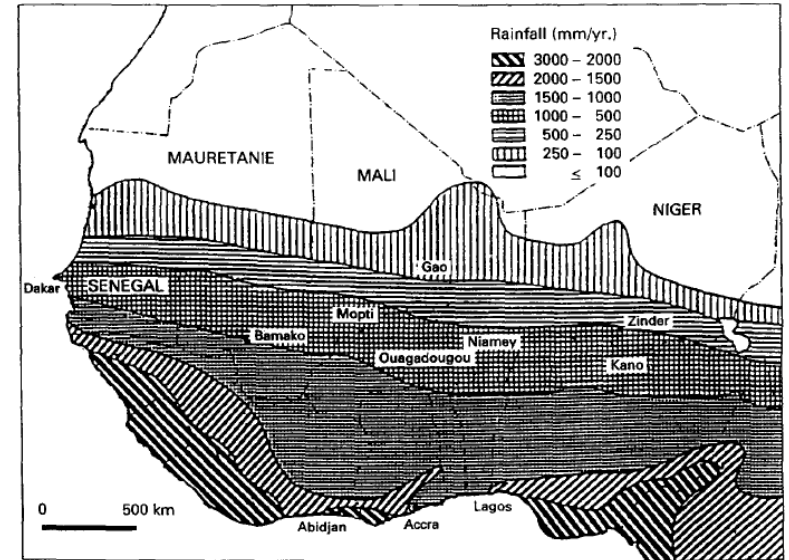 Rainfall (mm/yr.)
3000 – 2000
2000 – 1500
1500 – 1000
1000 – 500
500 – 250
250 – 100
≤ 100
MAURETANIE
MALI
NIGER
Gao
Dakar
SENEGAL
Mopti
Zinder
Bamako
Niamey
Ouagadougou
Kano
0 500 km
Abidjan
Accra
Lagos